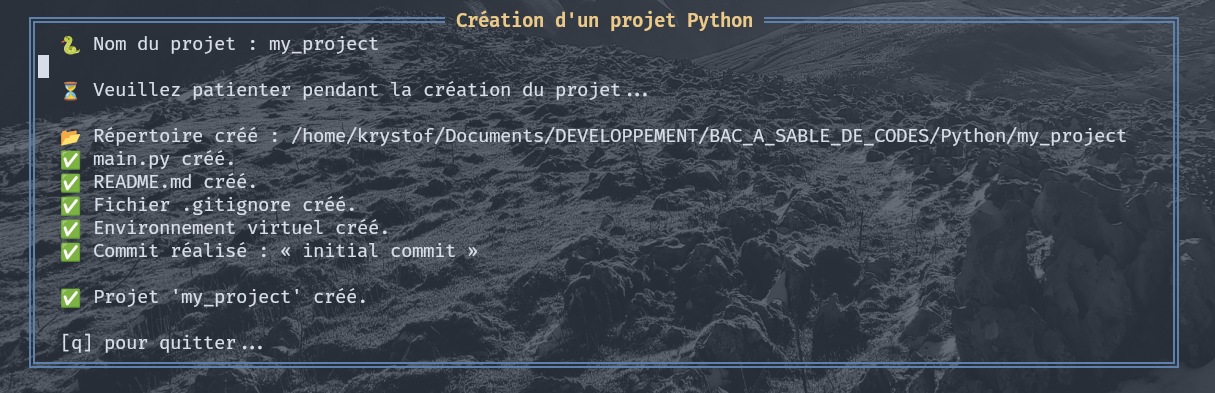 Création d'un projet Python
🐍 Nom du projet : my_project
⏳ Veuillez patienter pendant la création du projet...
📂 Répertoire créé : /home/krystof/Documents/DEVELOPPEMENT/BAC_A_SABLE_DE_CODES/Python/my_project
✅ main.py créé.
✅ README.md créé.
✅ Fichier .gitignore créé.
✅ Environnement virtuel créé.
✅ Commit réalisé : « initial commit »
✅ Projet 'my_project' créé.
[q] pour quitter...